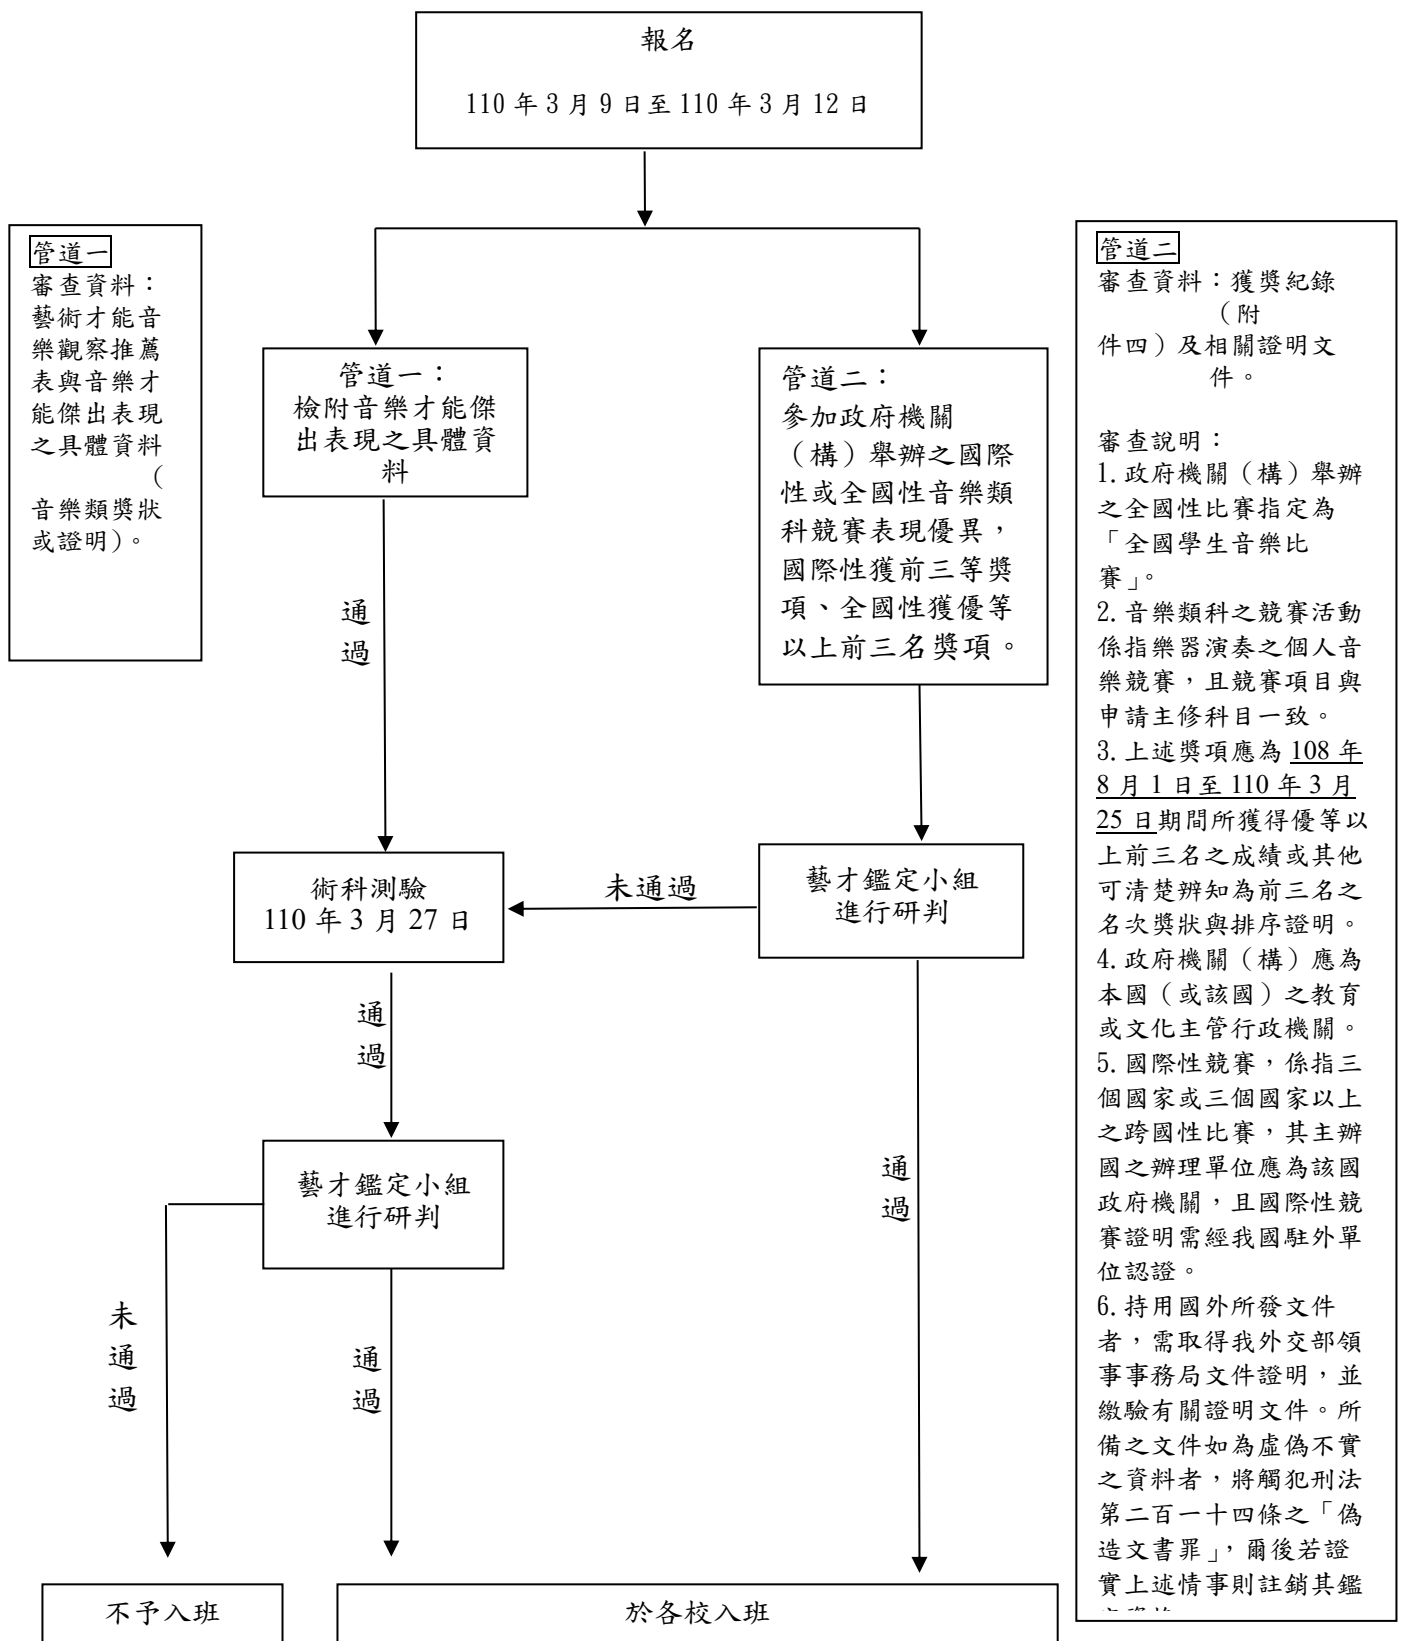 報名
110 年 3 月 9 日至 110 年 3 月 12 日
管道一
審查資料：
藝術才能音
樂觀察推薦
表與音樂才
能傑出表現
之具體資料
(
音樂類獎狀
或證明)。
管道一：
檢附音樂才能傑
出表現之具體資
料
管道二：
參加政府機關
（構）舉辦之國際
性或全國性音樂類
科競賽表現優異，
國際性獲前三等獎
項、全國性獲優等
以上前三名獎項。
管道二
審查資料：獲獎紀錄
（附
件四）及相關證明文
件。
審查說明：
1.政府機關（構）舉辦
之全國性比賽指定為
「全國學生音樂比
賽」。
2.音樂類科之競賽活動
係指樂器演奏之個人音
樂競賽，且競賽項目與
申請主修科目一致。
3.上述獎項應為 108 年
8 月 1 日至 110 年 3 月
25 日期間所獲得優等以
上前三名之成績或其他
可清楚辨知為前三名之
名次獎狀與排序證明。
4.政府機關（構）應為
本國（或該國）之教育
或文化主管行政機關。
5.國際性競賽，係指三
個國家或三個國家以上
之跨國性比賽，其主辦
國之辦理單位應為該國
政府機關，且國際性競
賽證明需經我國駐外單
位認證。
6.持用國外所發文件
者，需取得我外交部領
事事務局文件證明，並
繳驗有關證明文件。所
備之文件如為虛偽不實
之資料者，將觸犯刑法
第二百一十四條之「偽
造文書罪」，爾後若證
實上述情事則註銷其鑑
通
過
術科測驗
110 年 3 月 27 日
未通過
藝才鑑定小組
進行研判
通
過
藝才鑑定小組
進行研判
通
過
未
通
過
通
過
不予入班
於各校入班